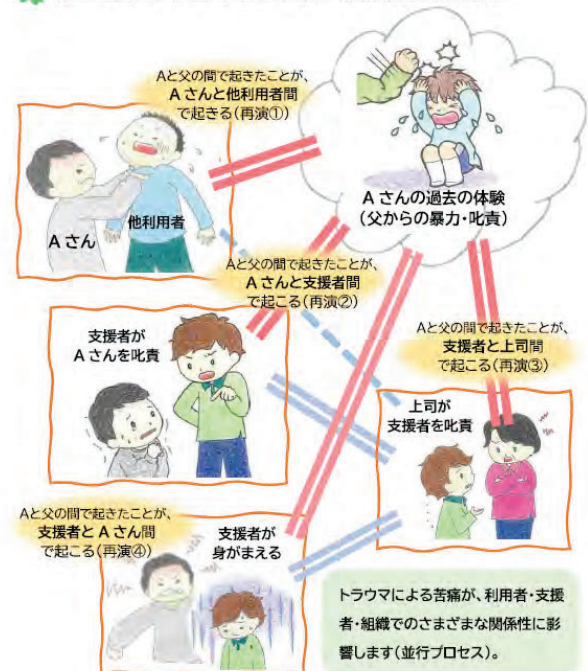 Aと父の間で起きたことが、
Aさんと他利用者間
で起きる(再演①)
Aさん
他利用者
Aさんの過去の体験
(父からの暴力・叱責)
Aと父の間で起きたことが、
Aさんと支援者間
で起こる(再演②)
支援者が
Aさんを叱責
Aと父の間で起きたことが、
支援者と上司間
で起こる(再演③)
上司が
支援者を叱責
Aと父の間で起きたことが、
支援者とAさん間
で起こる(再演④)
支援者が
身がまえる
トラウマによる苦痛が、利用者・支援
者・組織でのさまざまな関係性に影
響します(並行プロセス)。